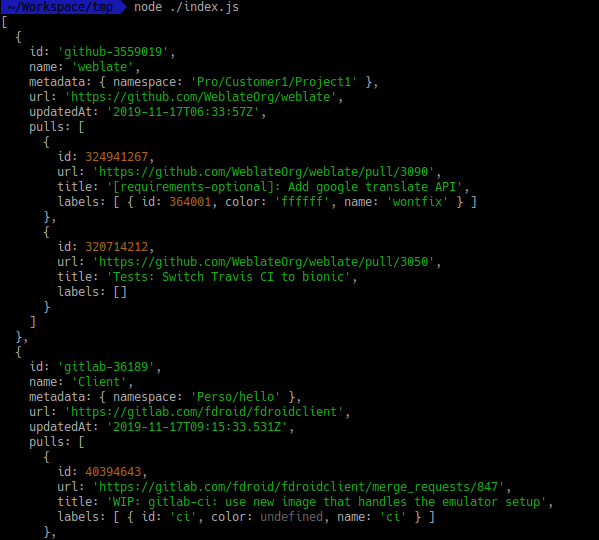 ~/Workspace/tmp node ./index.js
[
  {
    id: 'github-3559019',
    name: 'weblate',
    metadata: { namespace: 'Pro/Customer1/Project1' },
    url: 'https://github.com/WeblateOrg/weblate',
    updatedAt: '2019-11-17T06:33:57Z',
    pulls: [
      {
        id: 324941267,
        url: 'https://github.com/WeblateOrg/weblate/pull/3090',
        title: '[requirements-optional]: Add google translate API',
        labels: [ { id: 364001, color: 'ffffff', name: 'wontfix' } ]
      },
      {
        id: 320714212,
        url: 'https://github.com/WeblateOrg/weblate/pull/3050',
        title: 'Tests: Switch Travis CI to bionic',
        labels: []
      }
    ]
  },
  {
    id: 'gitlab-36189',
    name: 'Client',
    metadata: { namespace: 'Perso/hello' },
    url: 'https://gitlab.com/fdroid/fdroidclient',
    updatedAt: '2019-11-17T09:15:33.531Z',
    pulls: [
      {
        id: 40394643,
        url: 'https://gitlab.com/fdroid/fdroidclient/merge_requests/847',
        title: 'WIP: gitlab-ci: use new image that handles the emulator setup',
        labels: [ { id: 'ci', color: undefined, name: 'ci' } ]
      },